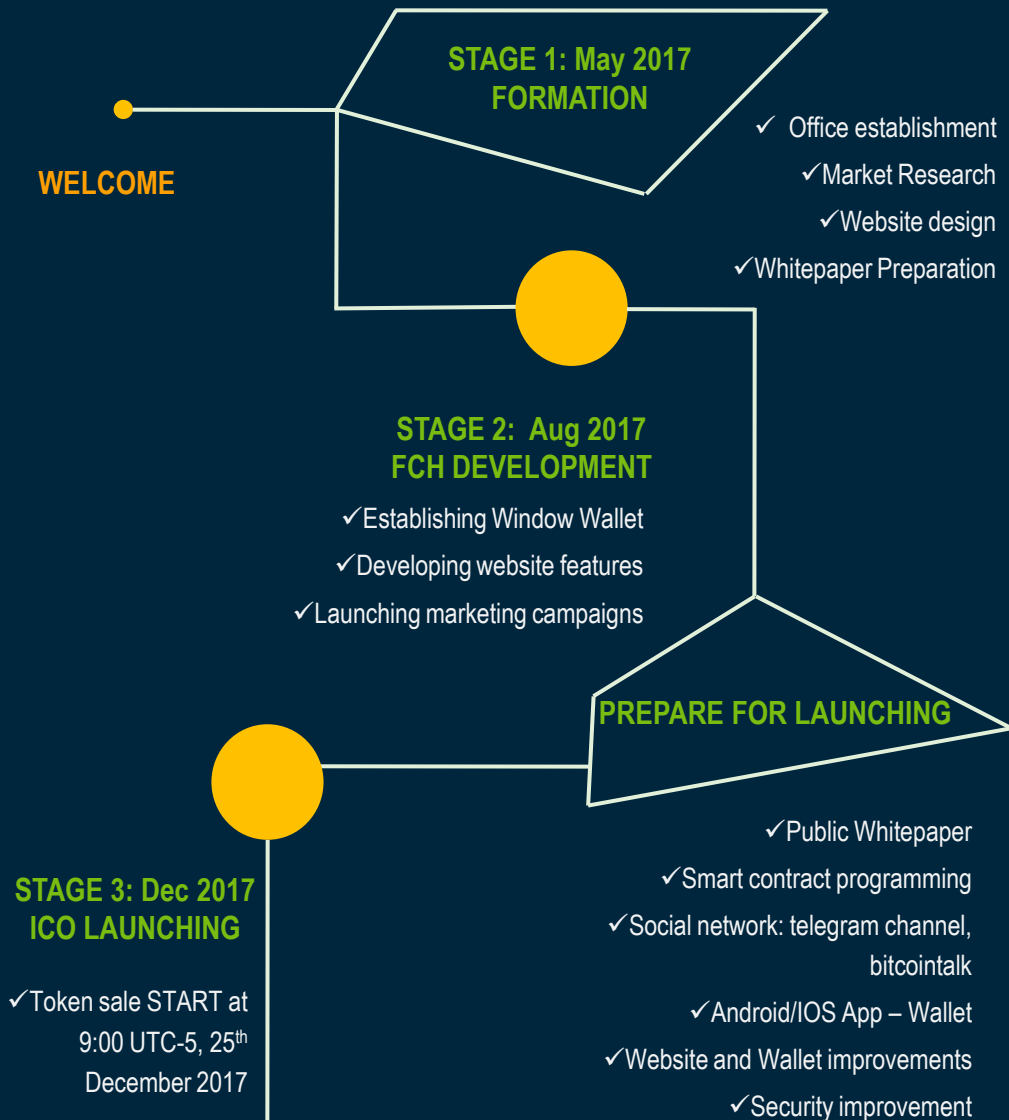 WELCOME
STAGE 1: May 2017
FORMATION
✓ Office establishment
✓Market Research
✓Website design
✓Whitepaper Preparation
STAGE 2: Aug 2017
FCH DEVELOPMENT
✓Establishing Window Wallet
✓Developing website features
✓Launching marketing campaigns
PREPARE FOR LAUNCHING
✓Public Whitepaper
✓Smart contract programming
✓Social network: telegram channel,
bitcointalk
✓Android/IOS App – Wallet
✓Website and Wallet improvements
✓Security improvement
STAGE 3: Dec 2017
ICO LAUNCHING
✓Token sale START at
9:00 UTC-5, 25th
December 2017